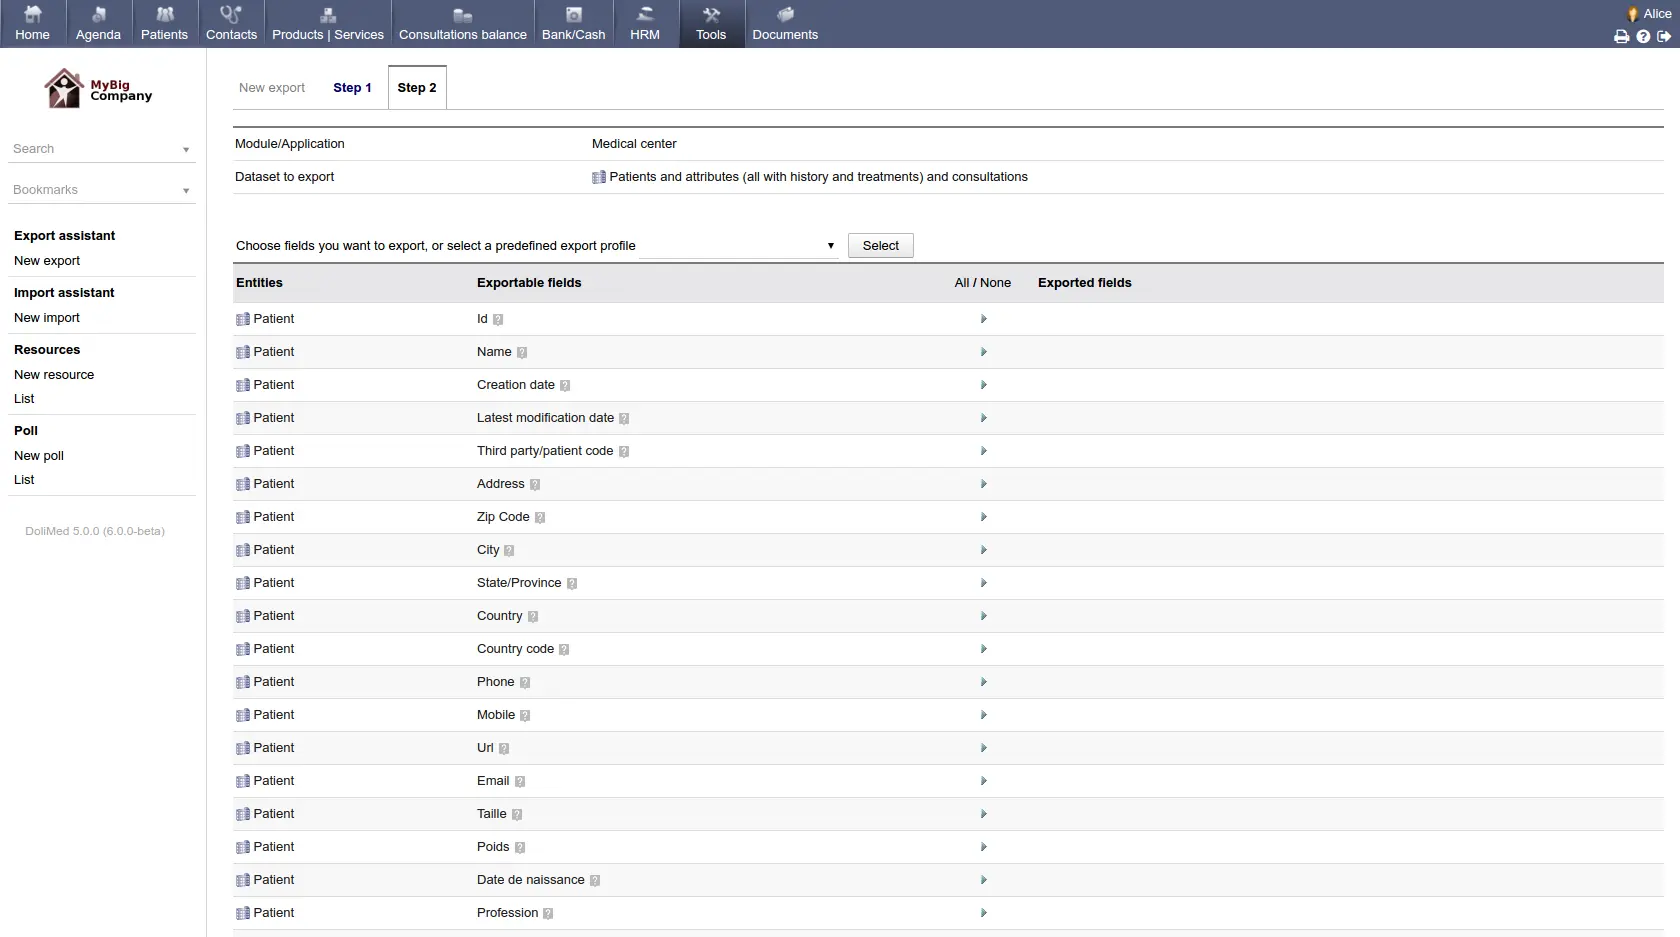 Home Agenda Patients Contacts Products | Services Consultations balance Bank/Cash HRM Tools Documents Alice
MyBig
Company
Search
Bookmarks
Export assistant
New export
Import assistant
New import
Resources
New resource
List
Poll
New poll
List
DoliMed 5.0.0 (6.0.0-beta)
New export Step 1 Step 2
Module/Application Medical center
Dataset to export Patients and attributes (all with history and treatments) and consultations
Choose fields you want to export, or select a predefined export profile Select
Entities Exportable fields All / None Exported fields
Patient Id ?
Patient Name ?
Patient Creation date ?
Patient Latest modification date ?
Patient Third party/patient code ?
Patient Address ?
Patient Zip Code ?
Patient City ?
Patient State/Province ?
Patient Country ?
Patient Country code ?
Patient Phone ?
Patient Mobile ?
Patient Url ?
Patient Email ?
Patient Taille ?
Patient Poids ?
Patient Date de naissance ?
Patient Profession ?